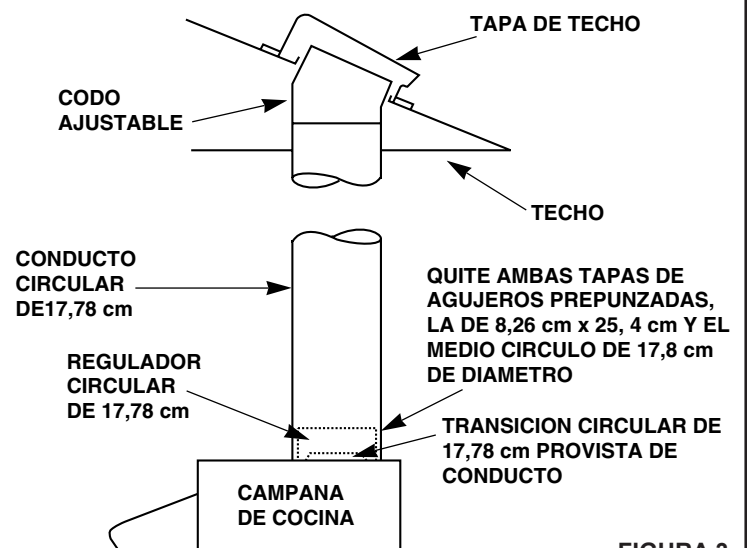 TAPA DE TECHO
CODO
AJUSTABLE
TECHO
CONDUCTO
CIRCULAR
DE17,78 cm
QUITE AMBAS TAPAS DE
AGUJEROS PREPUNZADAS,
LA DE 8,26 cm x 25, 4 cm Y EL
MEDIO CIRCULO DE 17,8 cm
DE DIAMETRO
REGULADOR
CIRCULAR
DE 17,78 cm
TRANSICION CIRCULAR DE
17,78 cm PROVISTA DE
CONDUCTO
CAMPANA
DE COCINA
FIGURA